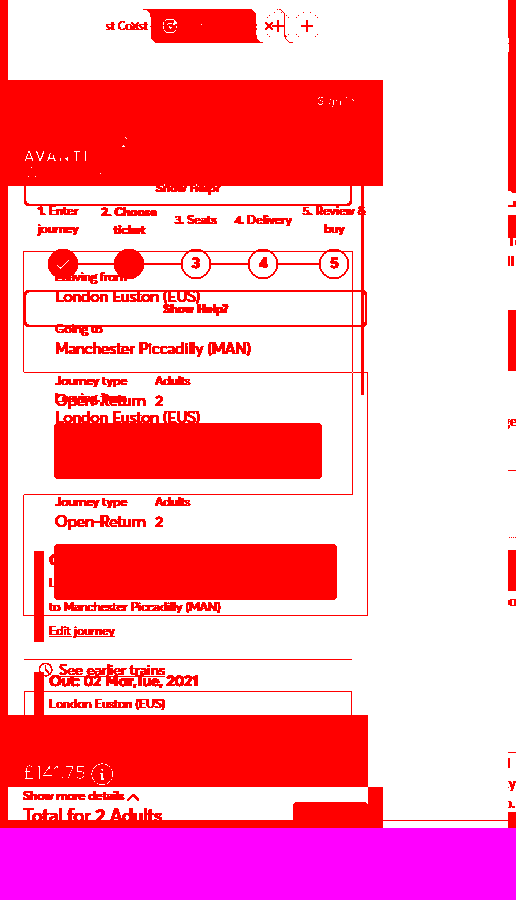 st Coast
Sign in
AVANTI
Show Help?
1. Enter journey
2. Choose ticket
3. Seats
4. Delivery
5. Review & buy
3
4
5
Leaving from
London Euston (EUS)
Show Help?
Going to
Manchester Piccadilly (MAN)
Journey type Adults
Open-Return 2
London Euston (EUS)
Journey type Adults
Open-Return 2
to Manchester Piccadilly (MAN)
Edit journey
See earlier trains
Out: 02 Mar,Tue, 2021
London Euston (EUS)
Show more details
Total for 2 Adults